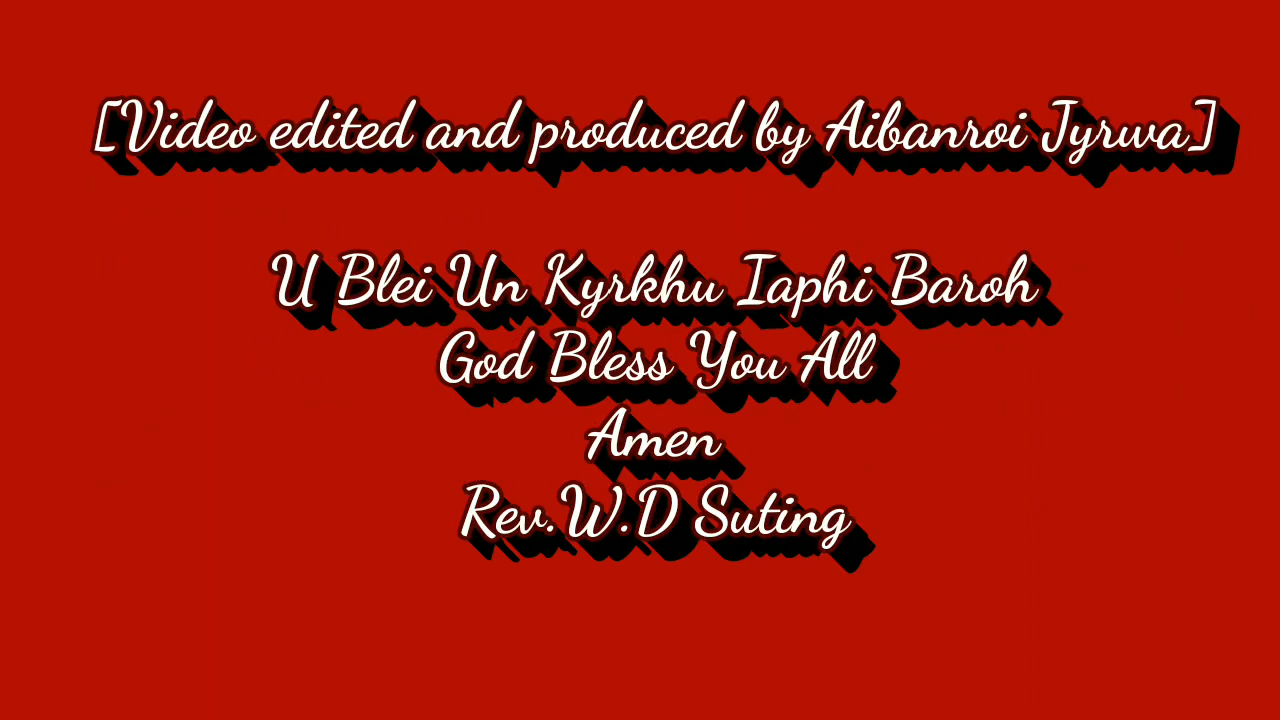 [Video edited and produced by Aibanroi Jyrwa]
U Blei Un Kyrkhu Iaphi Baroh
God Bless You All
Amen
Rev.W.D Suting